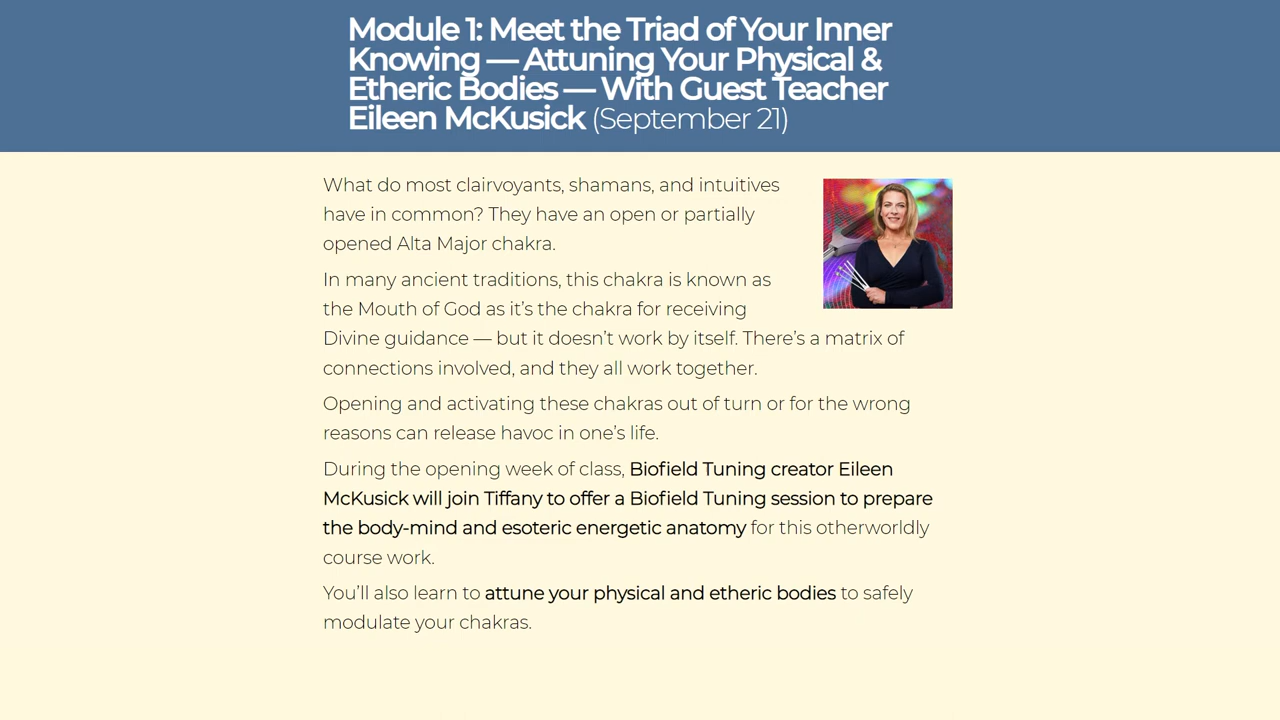 Module 1: Meet the Triad of Your Inner
Knowing — Attuning Your Physical &
Etheric Bodies — With Guest Teacher
Eileen McKusick (September 21)
What do most clairvoyants, shamans, and intuitives
have in common? They have an open or partially
opened Alta Major chakra.
In many ancient traditions, this chakra is known as
the Mouth of God as it’s the chakra for receiving
Divine guidance — but it doesn’t work by itself. There’s a matrix of
connections involved, and they all work together.
Opening and activating these chakras out of turn or for the wrong
reasons can release havoc in one’s life.
During the opening week of class, Biofield Tuning creator Eileen
McKusick will join Tiffany to offer a Biofield Tuning session to prepare
the body-mind and esoteric energetic anatomy for this otherworldly
course work.
You’ll also learn to attune your physical and etheric bodies to safely
modulate your chakras.